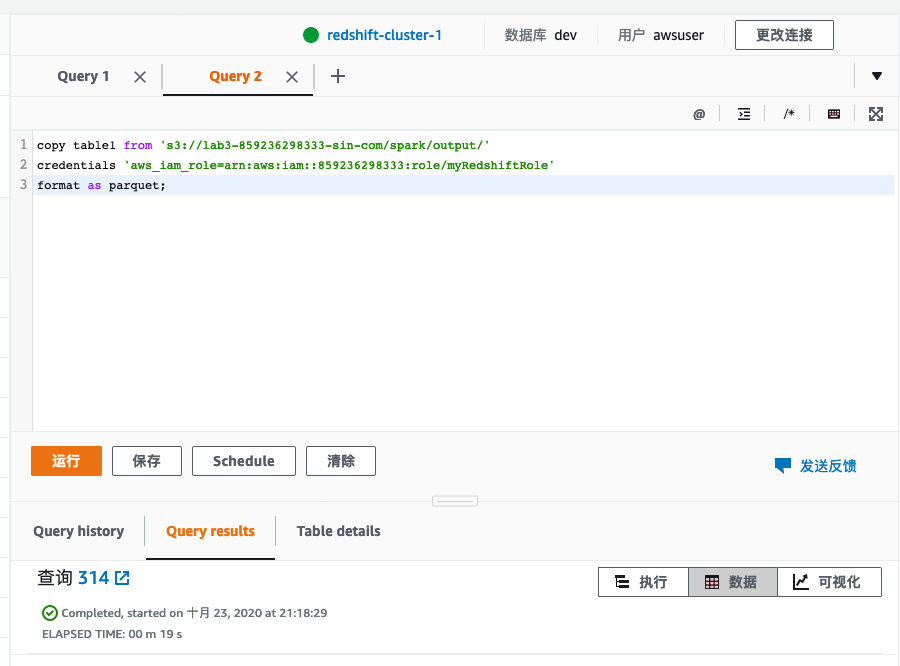 redshift-cluster-1 数据库 dev 用户 awsuser 更改连接
Query 1 Query 2
@ /*
1 copy table1 from 's3://lab3-859236298333-sin-com/spark/output/'
2 credentials 'aws_iam_role=arn:aws:iam::859236298333:role/myRedshiftRole'
3 format as parquet;
运行 保存 Schedule 清除 发送反馈
Query history Query results Table details
查询 314 执行 数据 可视化
Completed, started on 十月 23, 2020 at 21:18:29
ELAPSED TIME: 00 m 19 s